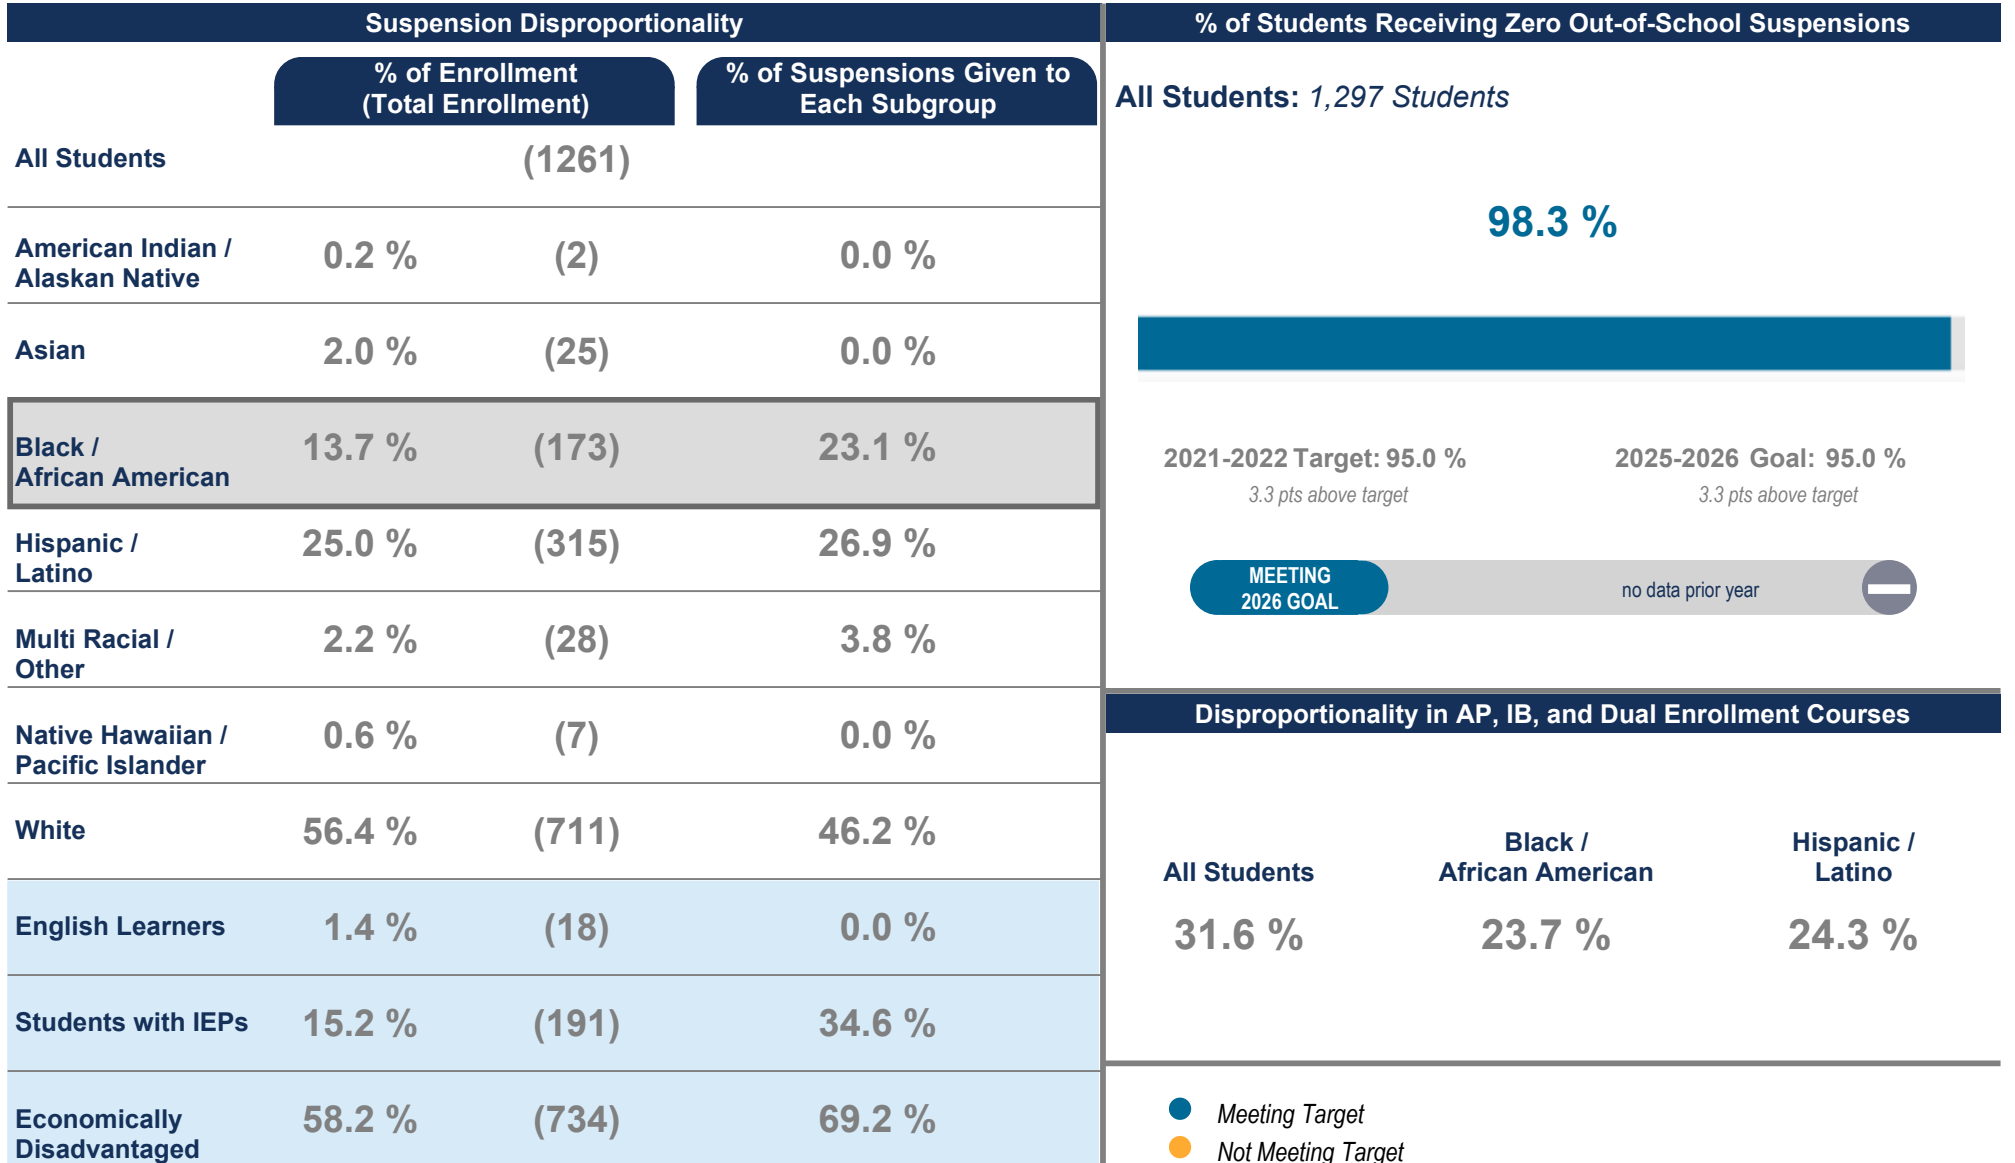 Suspension Disproportionality
% of Enrollment
(Total Enrollment)
% of Suspensions Given to
Each Subgroup
All Students (1261)
American Indian /
Alaskan Native
0.2 % (2) 0.0 %
Asian 2.0 % (25) 0.0 %
Black /
African American
13.7 % (173) 23.1 %
Hispanic /
Latino
25.0 % (315) 26.9 %
Multi Racial /
Other
2.2 % (28) 3.8 %
Native Hawaiian /
Pacific Islander
0.6 % (7) 0.0 %
White 56.4 % (711) 46.2 %
English Learners 1.4 % (18) 0.0 %
Students with IEPs 15.2 % (191) 34.6 %
Economically
Disadvantaged
58.2 % (734) 69.2 %
% of Students Receiving Zero Out-of-School Suspensions
All Students: 1,297 Students
98.3 %
2021-2022 Target: 95.0 %
3.3 pts above target
2025-2026 Goal: 95.0 %
3.3 pts above target
MEETING
2026 GOAL
no data prior year
Disproportionality in AP, IB, and Dual Enrollment Courses
All Students
31.6 %
Black /
African American
23.7 %
Hispanic /
Latino
24.3 %
Meeting Target
Not Meeting Target